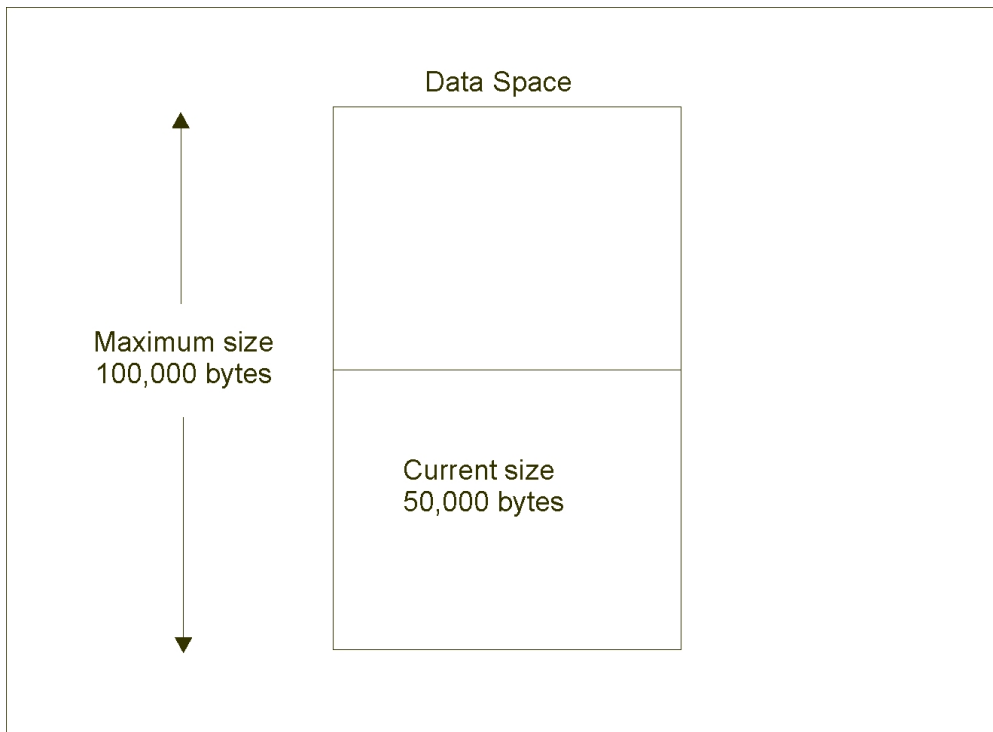 Data Space
Maximum size
100,000 bytes
Current size
50,000 bytes